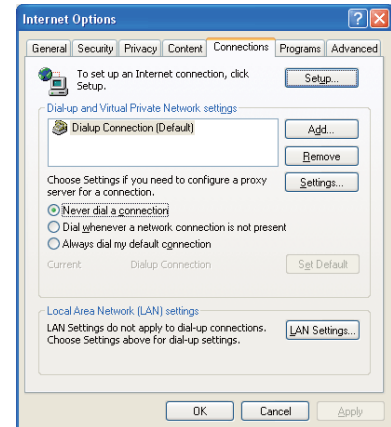 Internet Options
General Security Privacy Content Connections Programs Advanced
To set up an Internet connection, click
Setup.
Setup...
Dial-up and Virtual Private Network settings
Dialup Connection (Default)
Add...
Remove
Choose Settings if you need to configure a proxy
server for a connection.
Settings...
Never dial a connection
Dial whenever a network connection is not present
Always dial my default connection
Current Dialup Connection Set Default
Local Area Network (LAN) settings
LAN Settings do not apply to dial-up connections.
Choose Settings above for dial-up settings.
LAN Settings...
OK Cancel Apply